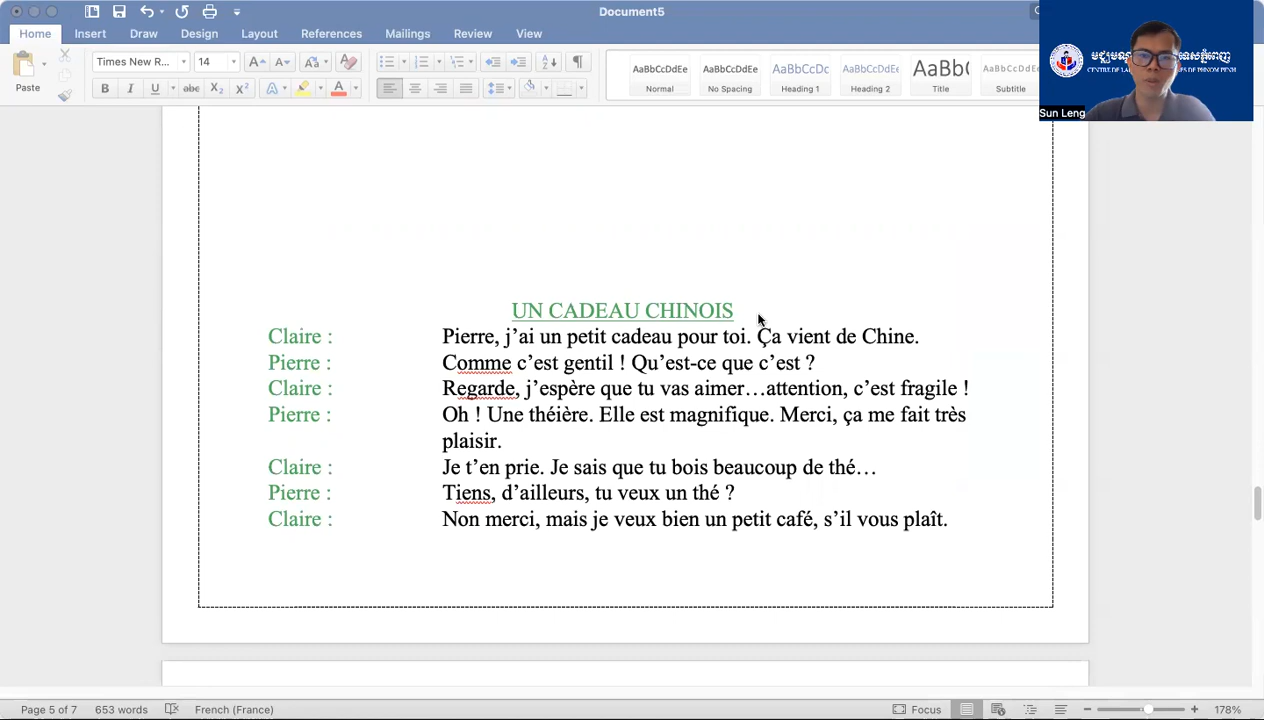 Document5
Home Insert Draw Design Layout References Mailings Review View
Times New R... 14
Paste
AaBbCcDdEe AaBbCcDdEe AaBbCcDc AaBbCcDdEe AaBbC AaBbCcDdEe
Normal No Spacing Heading 1 Heading 2 Title Subtitle
Sun Leng
UN CADEAU CHINOIS
Claire : Pierre, j’ai un petit cadeau pour toi. Ça vient de Chine.
Pierre : Comme c’est gentil ! Qu’est-ce que c’est ?
Claire : Regarde, j’espère que tu vas aimer…attention, c’est fragile !
Pierre : Oh ! Une théière. Elle est magnifique. Merci, ça me fait très
plaisir.
Claire : Je t’en prie. Je sais que tu bois beaucoup de thé…
Pierre : Tiens, d’ailleurs, tu veux un thé ?
Claire : Non merci, mais je veux bien un petit café, s’il vous plaît.
Page 5 of 7 653 words French (France) Focus 178%